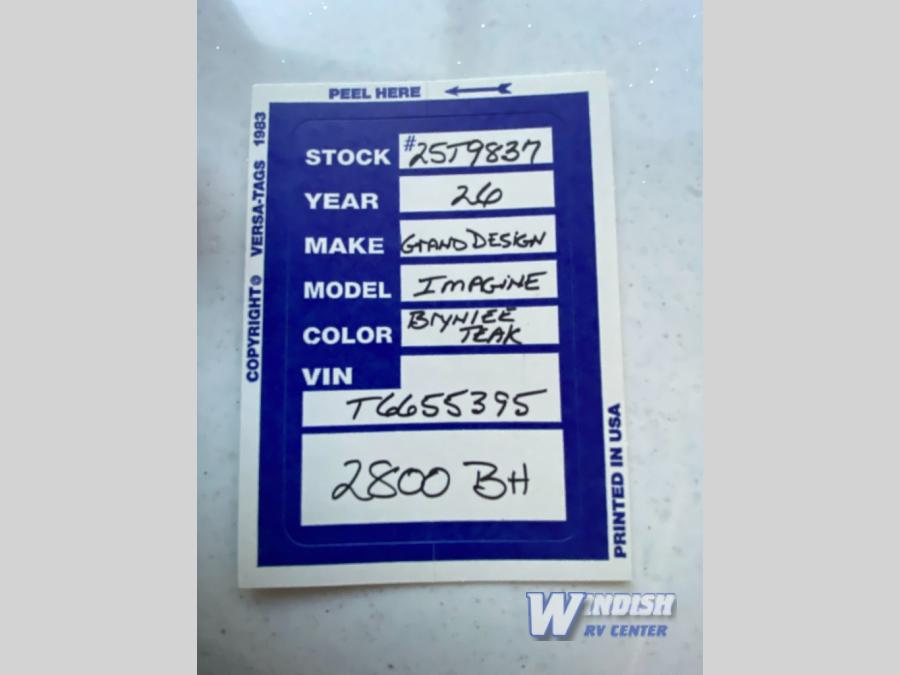 PEEL HERE
COPYRIGHT© VERSA-TAGS 1983
STOCK #25T9837
YEAR 26
MAKE GRAND DESIGN
MODEL IMAGINE
COLOR BRYNLEE
TEAK
VIN
T6655395
2800 BH
PRINTED IN USA
WINDISH
RV CENTER